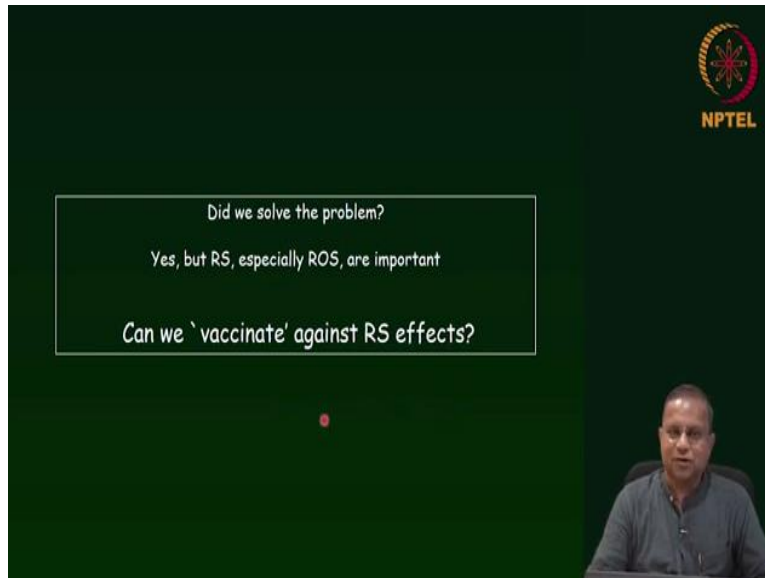 NPTEL
Did we solve the problem?
Yes, but RS, especially ROS, are important
Can we `vaccinate' against RS effects?